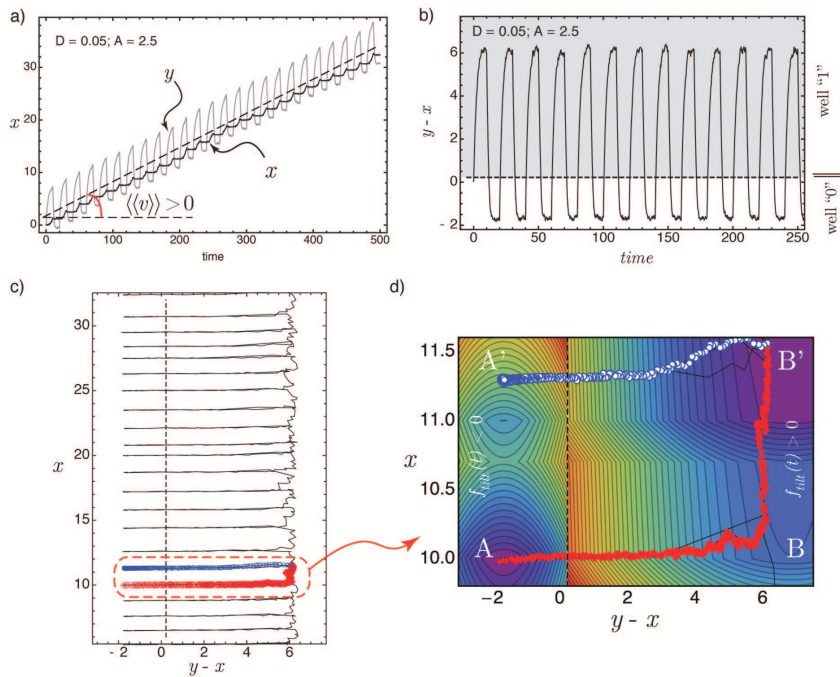 a)
D = 0.05; A = 2.5
y
x
⟨⟨v⟩⟩ > 0
x
30
20
10
0
0 100 200 300 400 500
time
b)
D = 0.05; A = 2.5
y - x
6
4
2
0
- 2
0 50 100 150 200 250
time
well "1"
well "0"
c)
x
30
25
20
15
10
- 2 0 2 4 6
y - x
d)
x
11.5
11.0
10.5
10.0
A'
B'
f_tilt(t) < 0
f_tilt(t) > 0
A
B
−2 0 2 4 6
y - x